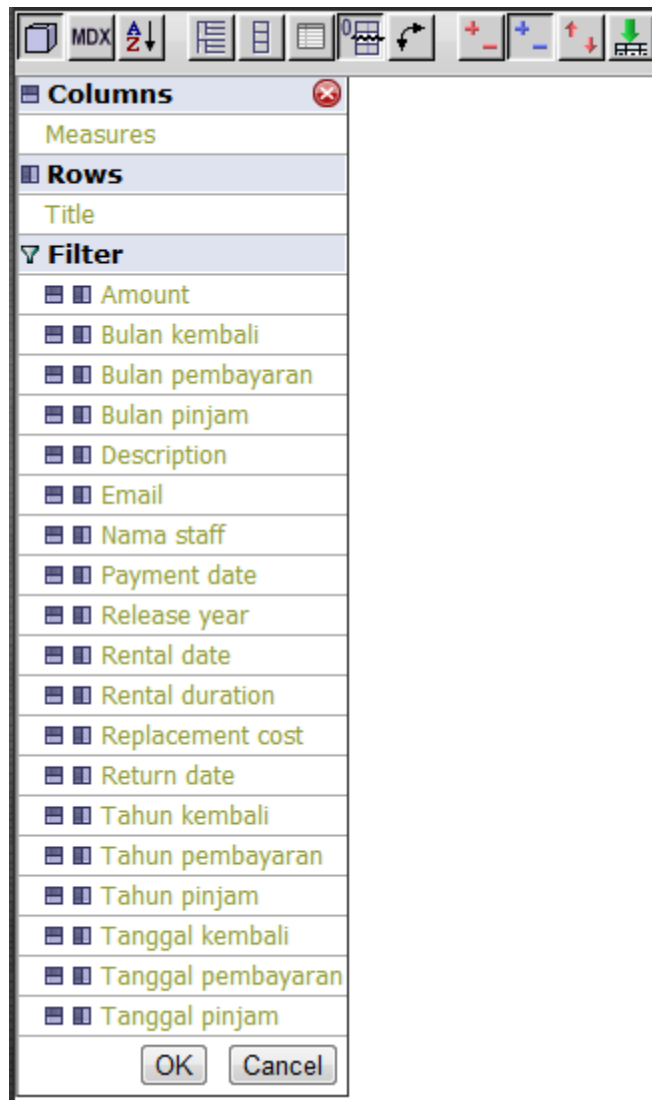 MDX A Z 0
Columns
Measures
Rows
Title
Filter
Amount
Bulan kembali
Bulan pembayaran
Bulan pinjam
Description
Email
Nama staff
Payment date
Release year
Rental date
Rental duration
Replacement cost
Return date
Tahun kembali
Tahun pembayaran
Tahun pinjam
Tanggal kembali
Tanggal pembayaran
Tanggal pinjam
OK Cancel